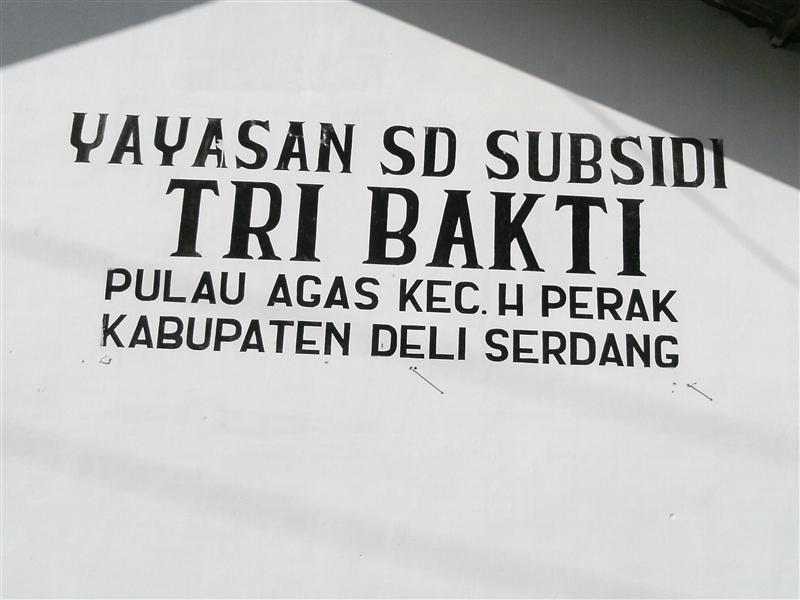 YAYASAN SD SUBSIDI
TRI BAKTI
PULAU AGAS KEC. H PERAK
KABUPATEN DELI SERDANG